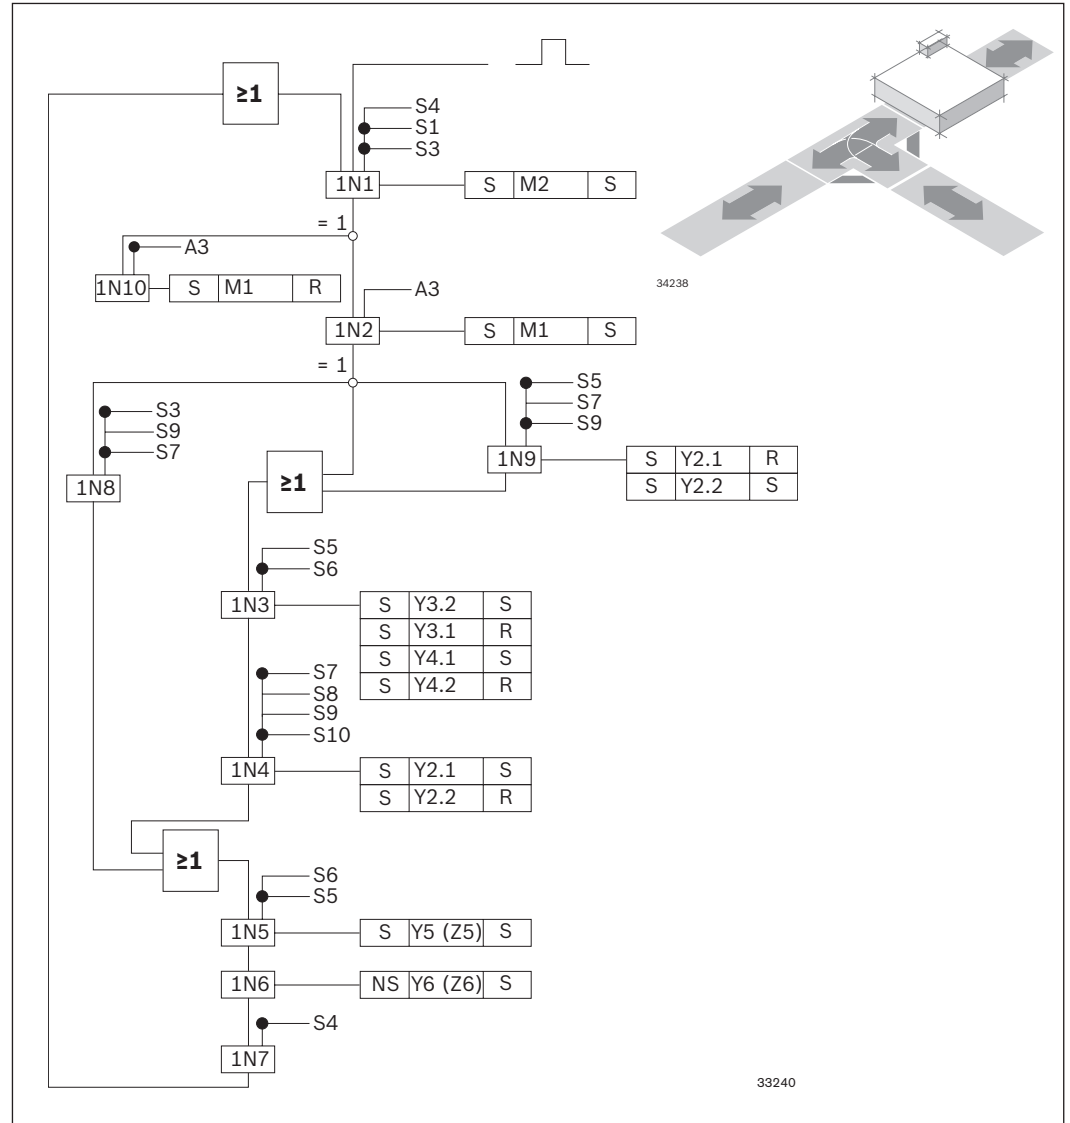 ≥1
S4
S1
S3
1N1 S M2 S
= 1
A3
1N10 S M1 R
34238
A3
1N2 S M1 S
= 1
S5
S7
S9
S3
S9
S7
1N9 S Y2.1 R
S Y2.2 S
≥1
1N8
S5
S6
1N3 S Y3.2 S
S Y3.1 R
S Y4.1 S
S Y4.2 R
S7
S8
S9
S10
1N4 S Y2.1 S
S Y2.2 R
≥1
S6
S5
1N5 S Y5 (Z5) S
1N6 NS Y6 (Z6) S
S4
1N7
33240